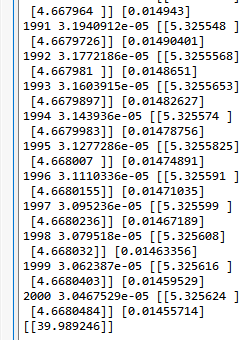 [4.667964 ]] [0.014943]
1991 3.1940912e-05 [[5.325548 ]
[4.6679726]] [0.01490401]
1992 3.1772186e-05 [[5.3255568]
[4.667981 ]] [0.0148651]
1993 3.1603915e-05 [[5.3255653]
[4.6679897]] [0.01482627]
1994 3.143936e-05 [[5.325574 ]
[4.6679983]] [0.01478756]
1995 3.1277286e-05 [[5.3255825]
[4.668007 ]] [0.01474891]
1996 3.1110336e-05 [[5.325591 ]
[4.6680155]] [0.01471035]
1997 3.095236e-05 [[5.325599 ]
[4.6680236]] [0.01467189]
1998 3.079518e-05 [[5.325608]
[4.668032]] [0.01463356]
1999 3.062387e-05 [[5.325616 ]
[4.6680403]] [0.01459529]
2000 3.0467529e-05 [[5.325624 ]
[4.6680484]] [0.01455714]
[[39.989246]]